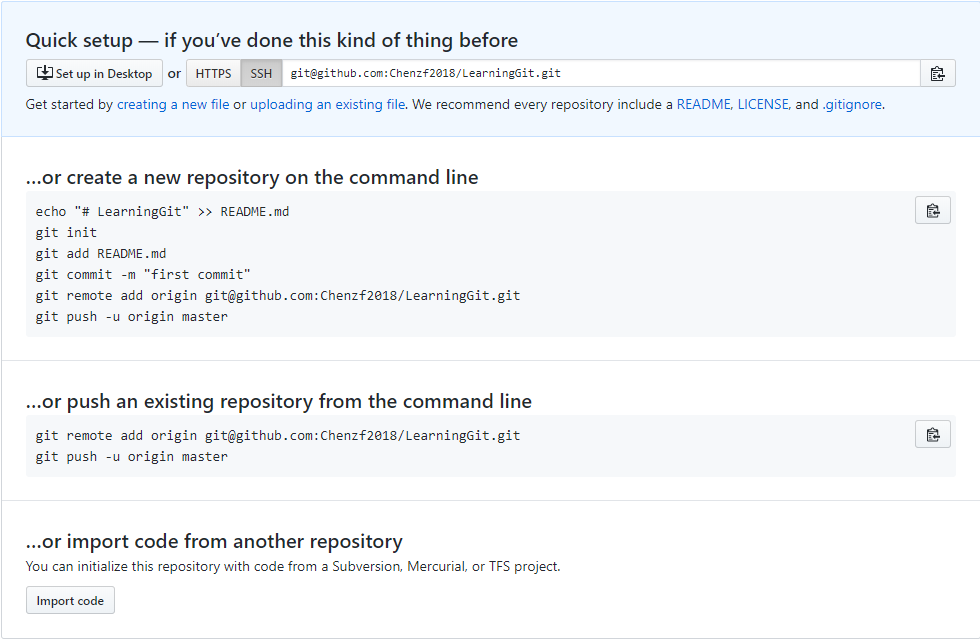 Quick setup — if you’ve done this kind of thing before
Set up in Desktop or HTTPS SSH git@github.com:Chenzf2018/LearningGit.git
Get started by creating a new file or uploading an existing file. We recommend every repository include a README, LICENSE, and .gitignore.
…or create a new repository on the command line
echo "# LearningGit" >> README.md
git init
git add README.md
git commit -m "first commit"
git remote add origin git@github.com:Chenzf2018/LearningGit.git
git push -u origin master
…or push an existing repository from the command line
git remote add origin git@github.com:Chenzf2018/LearningGit.git
git push -u origin master
…or import code from another repository
You can initialize this repository with code from a Subversion, Mercurial, or TFS project.
Import code